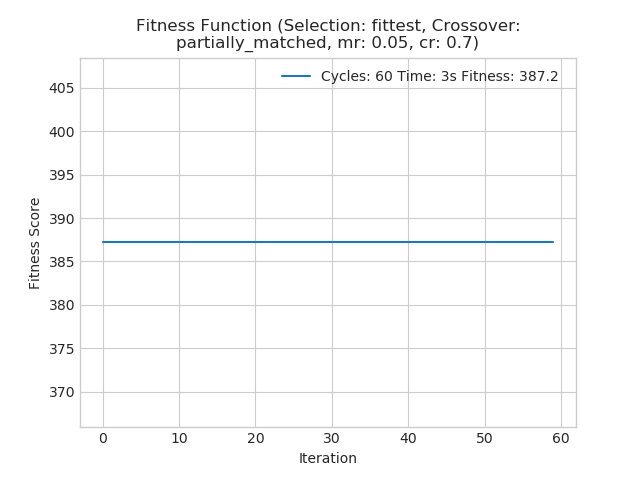 Fitness Function (Selection: fittest, Crossover:
partially_matched, mr: 0.05, cr: 0.7)
Cycles: 60 Time: 3s Fitness: 387.2
405
400
395
390
385
380
375
370
Fitness Score
0 10 20 30 40 50 60
Iteration